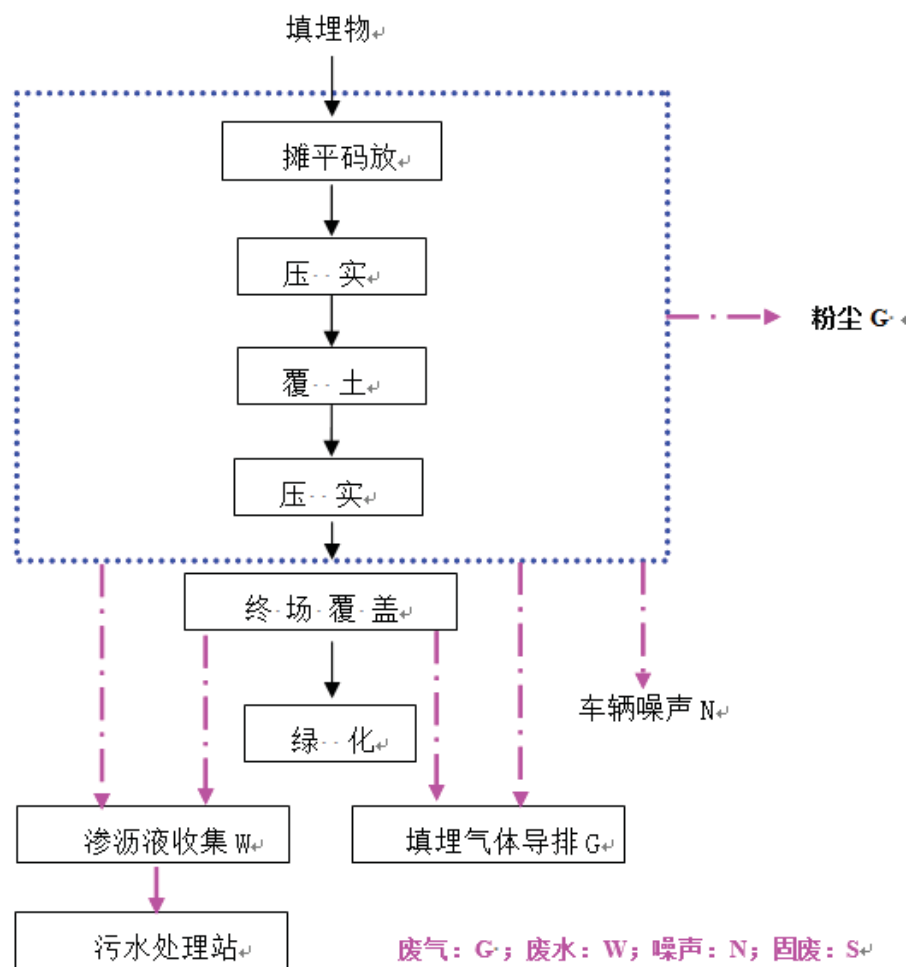 填埋物
摊平码放
压实
粉尘 G
覆土
压实
终场覆盖
车辆噪声 N
绿化
渗沥液收集 W
填埋气体导排 G
污水处理站
废气：G；废水：W；噪声：N；固废：S